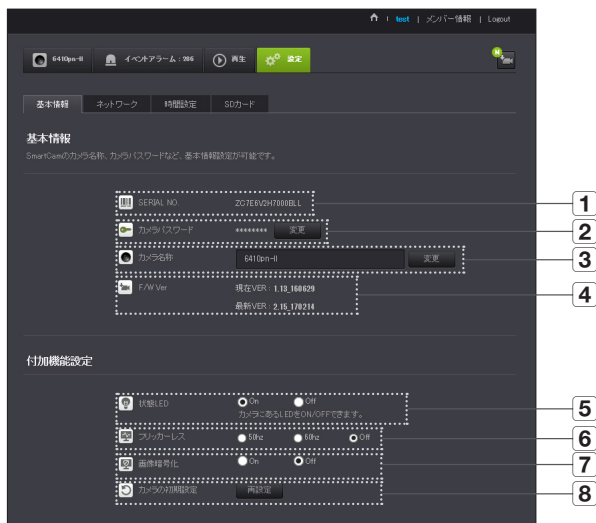 test | メンバー情報 | Logout
6410pn-II イベントアラーム : 286 再生 設定
基本情報 ネットワーク 時間設定 SDカード
基本情報
SmartCamのカメラ名称、カメラパスワードなど、基本情報設定が可能です。
SERIAL NO. ZC7E6V2H7000BLL 1
カメラパスワード ******** 変更 2
カメラ名称 6410pn-II 変更 3
F/W Ver 現在VER : 1.13_160629 4
最新VER : 2.15_170214
付加機能設定
状態LED On Off 5
カメラにあるLEDをON/OFFできます。
フリッカーレス 50hz 60hz Off 6
画像暗号化 On Off 7
カメラの初期設定 再設定 8